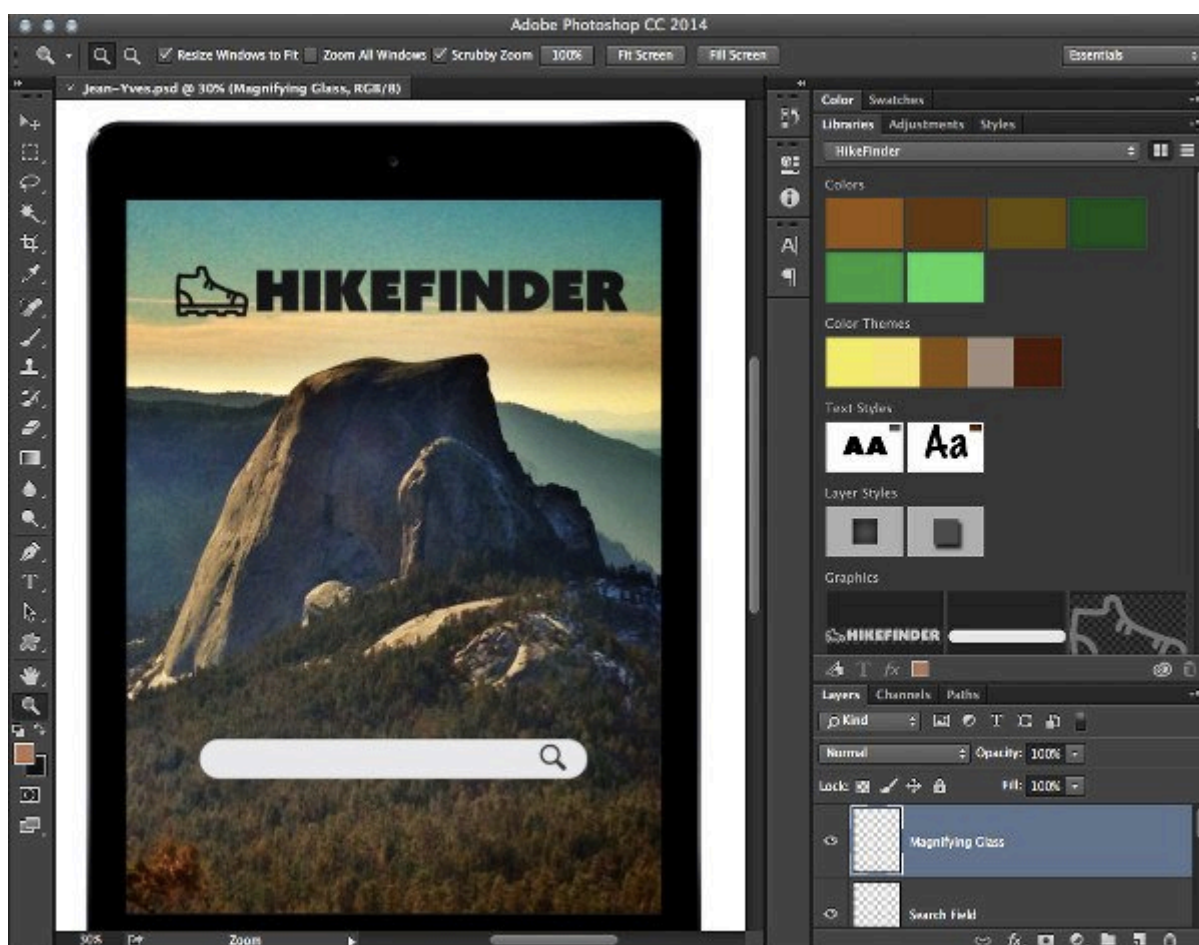 Adobe Photoshop CC 2014
Resize Windows to Fit Zoom All Windows Scrubby Zoom 100% Fit Screen Fill Screen Essentials
× Jean-Yves.psd @ 30% (Magnifying Glass, RGB/8)
HIKEFINDER
30% Zoom
Color Swatches
Libraries Adjustments Styles
HikeFinder
Colors
Color Themes
Text Styles
AA Aa
Layer Styles
Graphics
HIKEFINDER
T fx
Layers Channels Paths
Kind T
Normal Opacity: 100%
Lock: Fill: 100%
Magnifying Glass
Search Field
fx